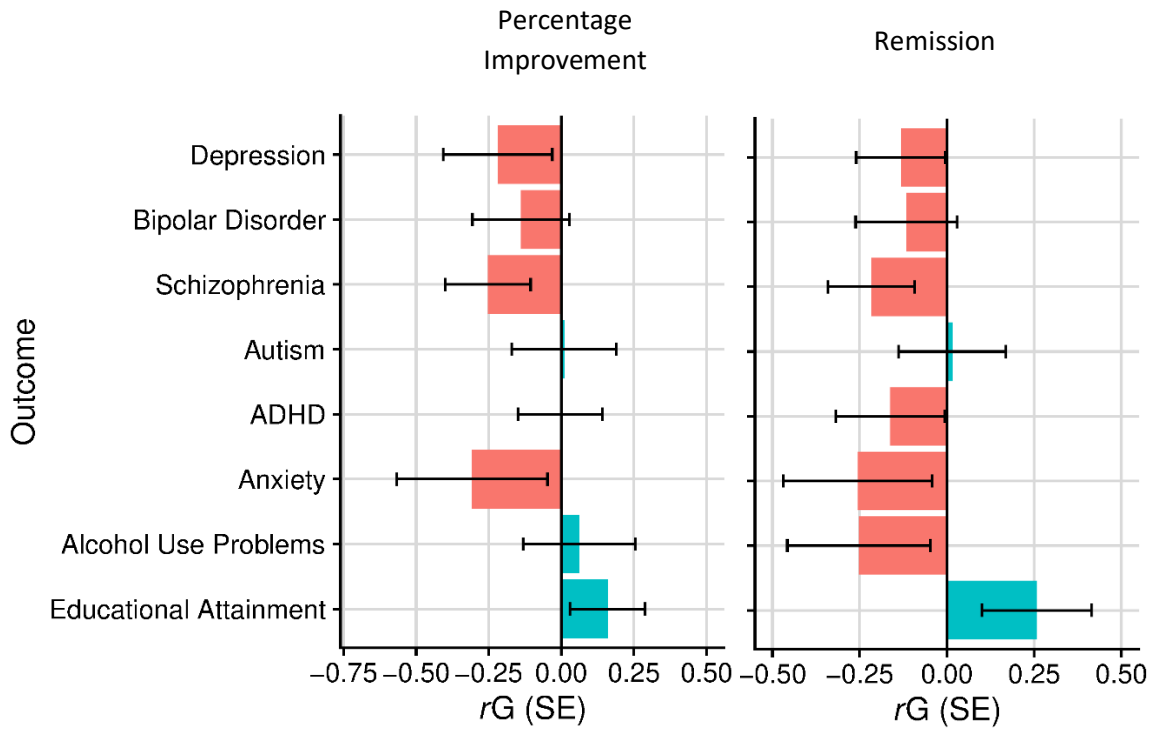 Percentage
Improvement
Remission
Outcome
Depression
Bipolar Disorder
Schizophrenia
Autism
ADHD
Anxiety
Alcohol Use Problems
Educational Attainment
−0.75 −0.50 −0.25 0.00 0.25 0.50
−0.50 −0.25 0.00 0.25 0.50
rG (SE)
rG (SE)